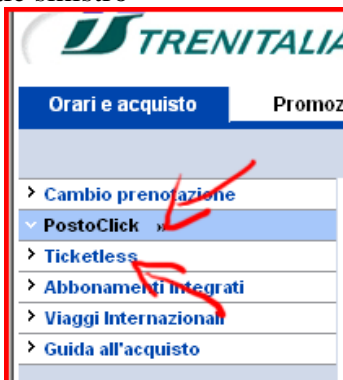 TRENITALIA
Orari e acquisto Promoz
Cambio prenotazione
PostoClick »
Ticketless
Abbonamenti integrati
Viaggi Internazionali
Guida all'acquisto